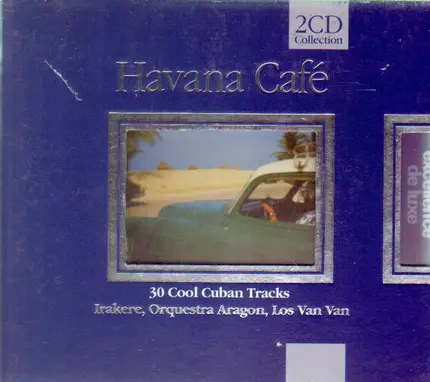 2CD
Collection
Havana Café
30 Cool Cuban Tracks
Irakere, Orquestra Aragon, Los Van Van
excellence
de luxe